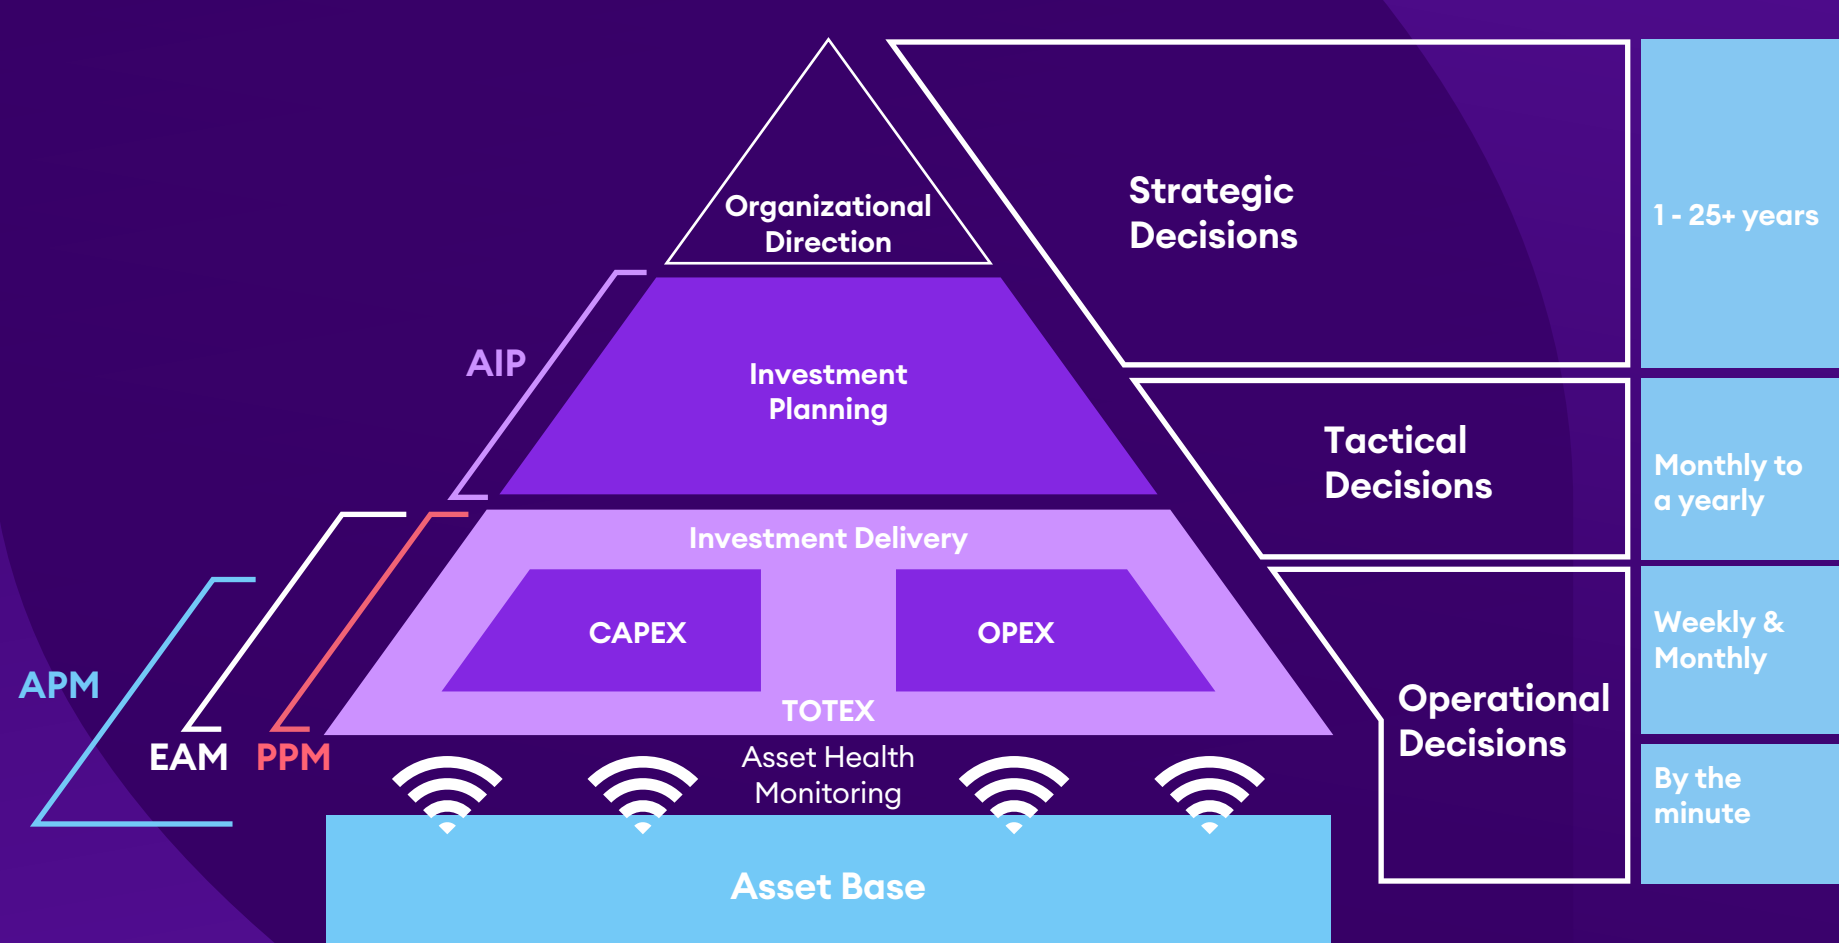 Organizational
Direction
Strategic
Decisions
1 - 25+ years
AIP
Investment
Planning
Tactical
Decisions
Monthly to
a yearly
Investment Delivery
CAPEX
OPEX
TOTEX
Weekly &
Monthly
APM
EAM
PPM
Operational
Decisions
Asset Health
Monitoring
By the
minute
Asset Base